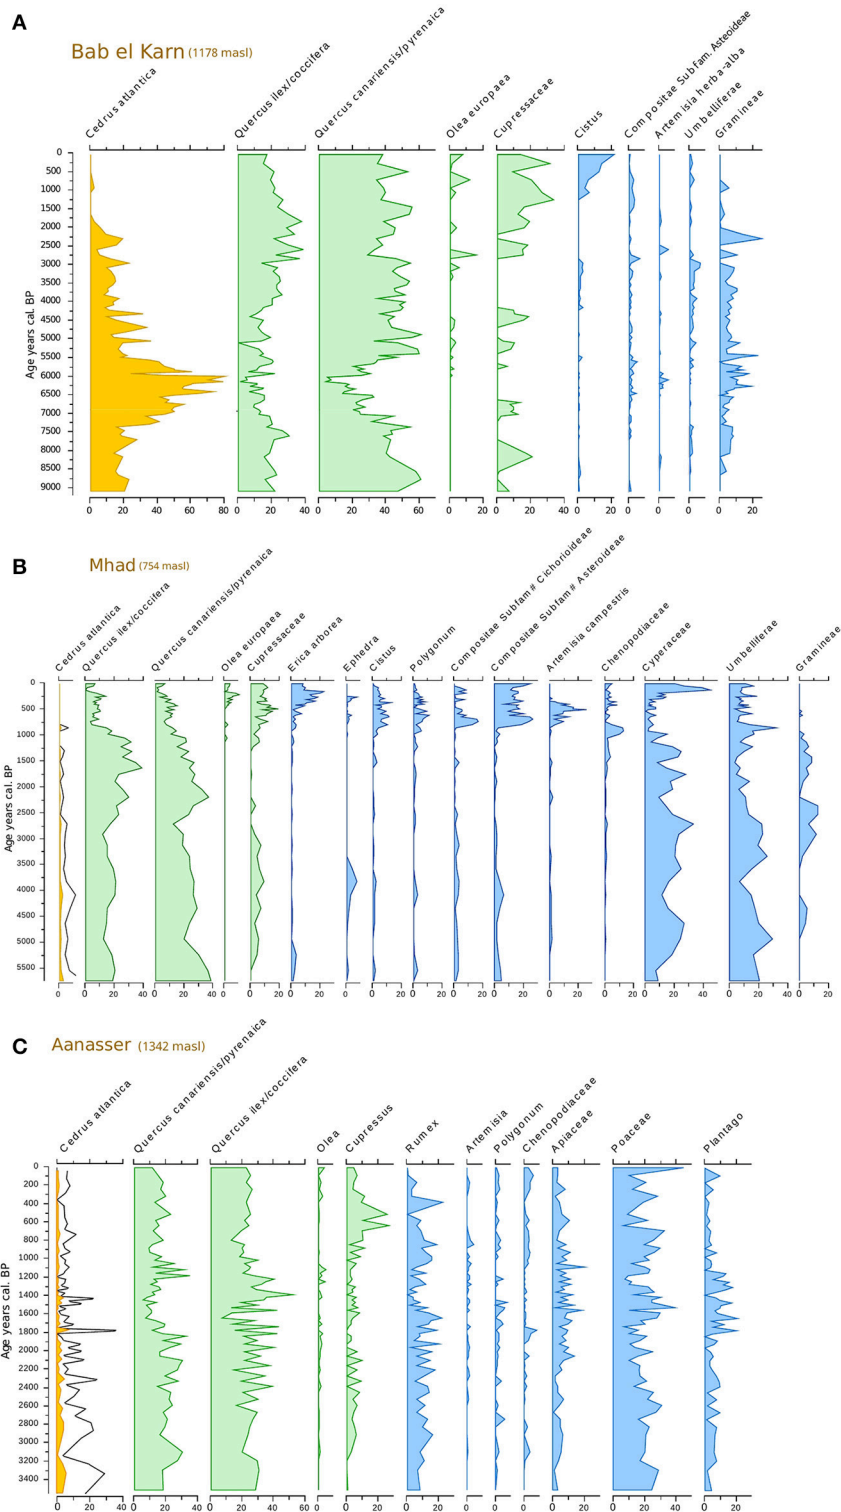 A
Bab el Karn (1178 masl)
Cedrus atlantica
Quercus ilex/coccifera
Quercus canariensis/pyrenaica
Olea europaea
Cupressaceae
Cistus
Compositae Subfam. Asteoideae
Artemisia herba-alba
Umbelliferae
Gramineae
Age years cal. BP
0
500
1000
1500
2000
2500
3000
3500
4000
4500
5000
5500
6000
6500
7000
7500
8000
8500
9000
0 20 40 60 80 0 20 40 0 20 40 60 0 20 0 20 40 0 20 0 0 0 0 20
B
Mhad (754 masl)
Cedrus atlantica
Quercus ilex/coccifera
Quercus canariensis/pyrenaica
Olea europaea
Cupressaceae
Erica arborea
Ephedra
Cistus
Polygonum
Compositae Subfam# Cichorioideae
Compositae Subfam# Asteroideae
Artemisia campestris
Chenopodiaceae
Cyperaceae
Umbelliferae
Gramineae
Age years cal. BP
0
500
1000
1500
2000
2500
3000
3500
4000
4500
5000
5500
0 0 20 40 0 20 40 0 0 20 0 20 0 0 20 0 20 0 20 0 20 0 20 0 20 0 20 40 0 20 40 0 20
C
Aanasser (1342 masl)
Cedrus atlantica
Quercus canariensis/pyrenaica
Quercus ilex/coccifera
Olea
Cupressus
Rumex
Artemisia
Polygonum
Chenopodiaceae
Apiaceae
Poaceae
Plantago
Age years cal. BP
0
200
400
600
800
1000
1200
1400
1600
1800
2000
2200
2400
2600
2800
3000
3200
3400
0 20 40 0 20 40 0 20 40 60 0 0 20 0 20 0 0 0 0 20 0 20 40 0 20